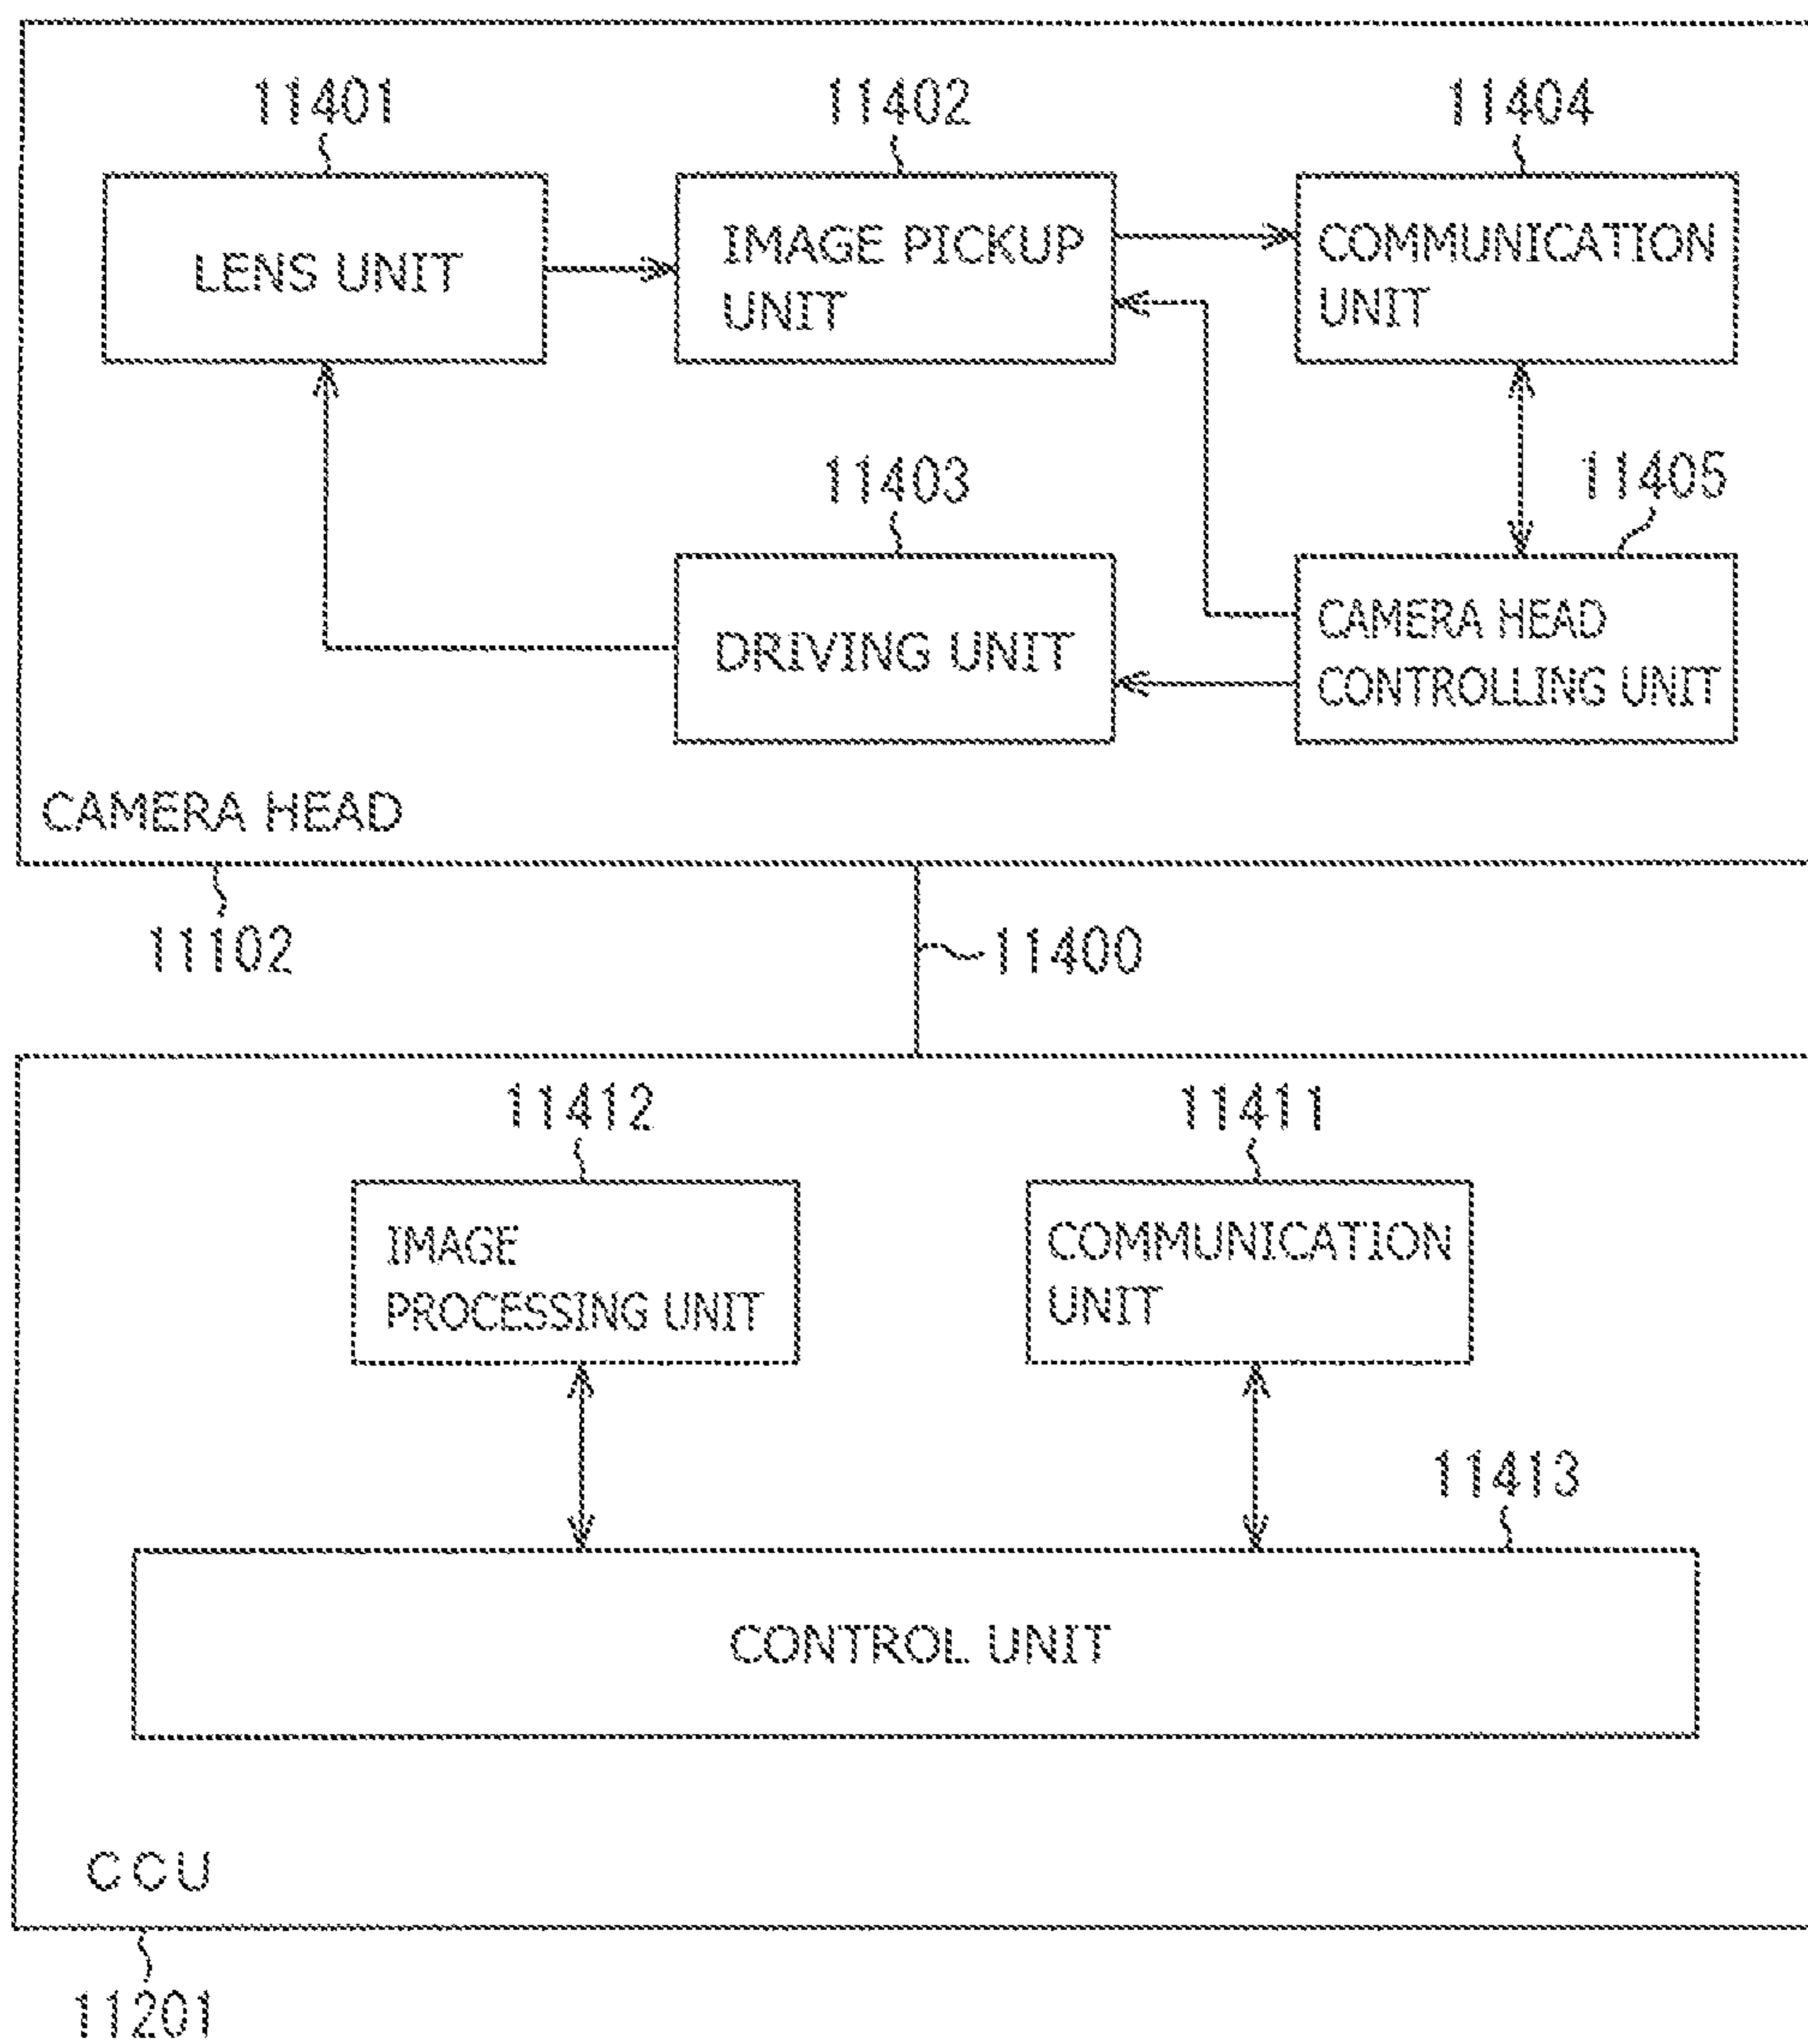 11401
11402
11404
LENS UNIT
IMAGE PICKUP
UNIT
COMMUNICATION
UNIT
11403
11405
DRIVING UNIT
CAMERA HEAD
CONTROLLING UNIT
CAMERA HEAD
11102
11400
11412
11411
IMAGE
PROCESSING UNIT
COMMUNICATION
UNIT
11413
CONTROL UNIT
CCU
11201